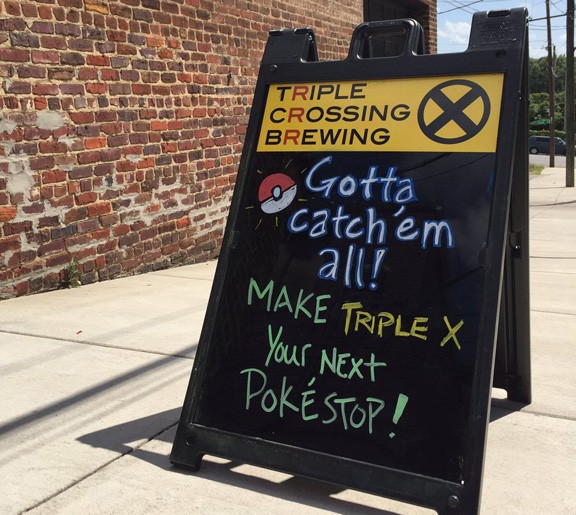 TRIPLE
CROSSING
BREWING
Gotta
catch'em
all!
MAKE TRIPLE X
YOUR NEXT
POKÉSTOP!